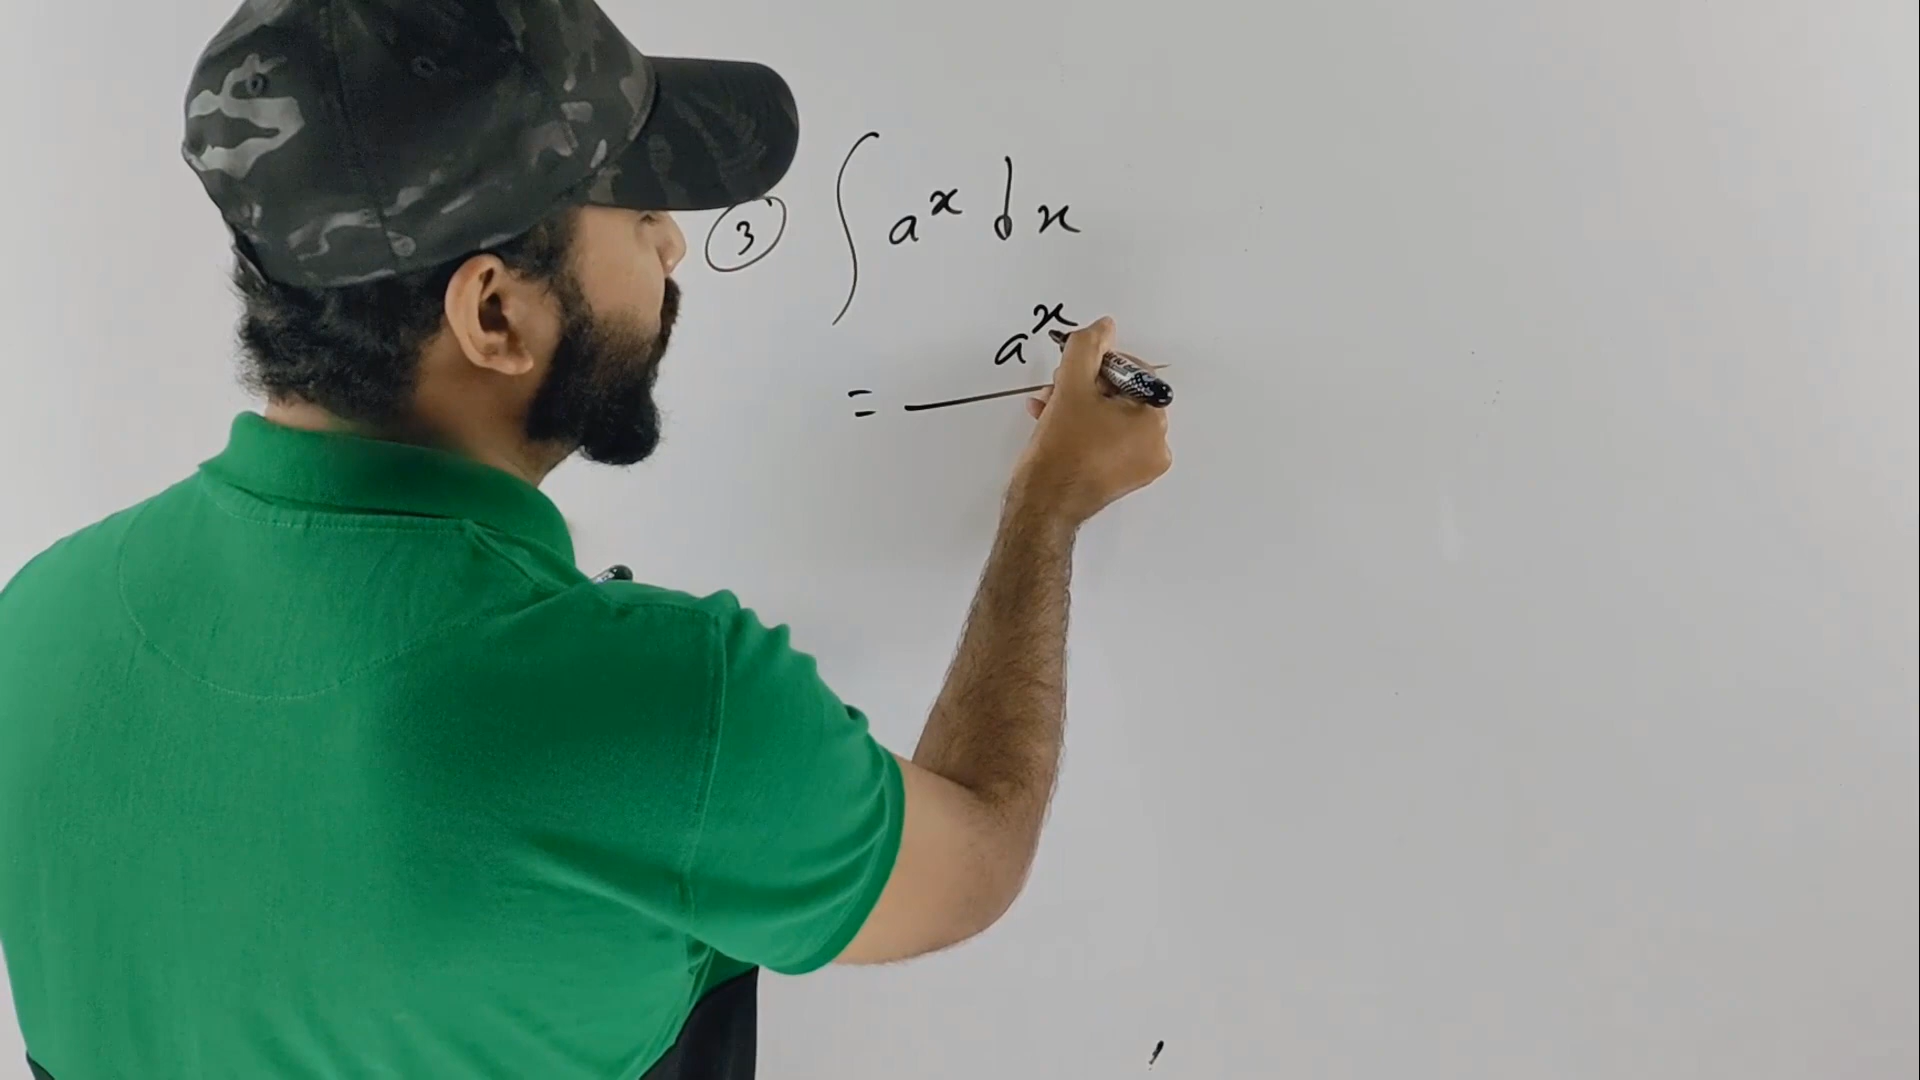 ③ ∫ aˣ dx
= aˣ